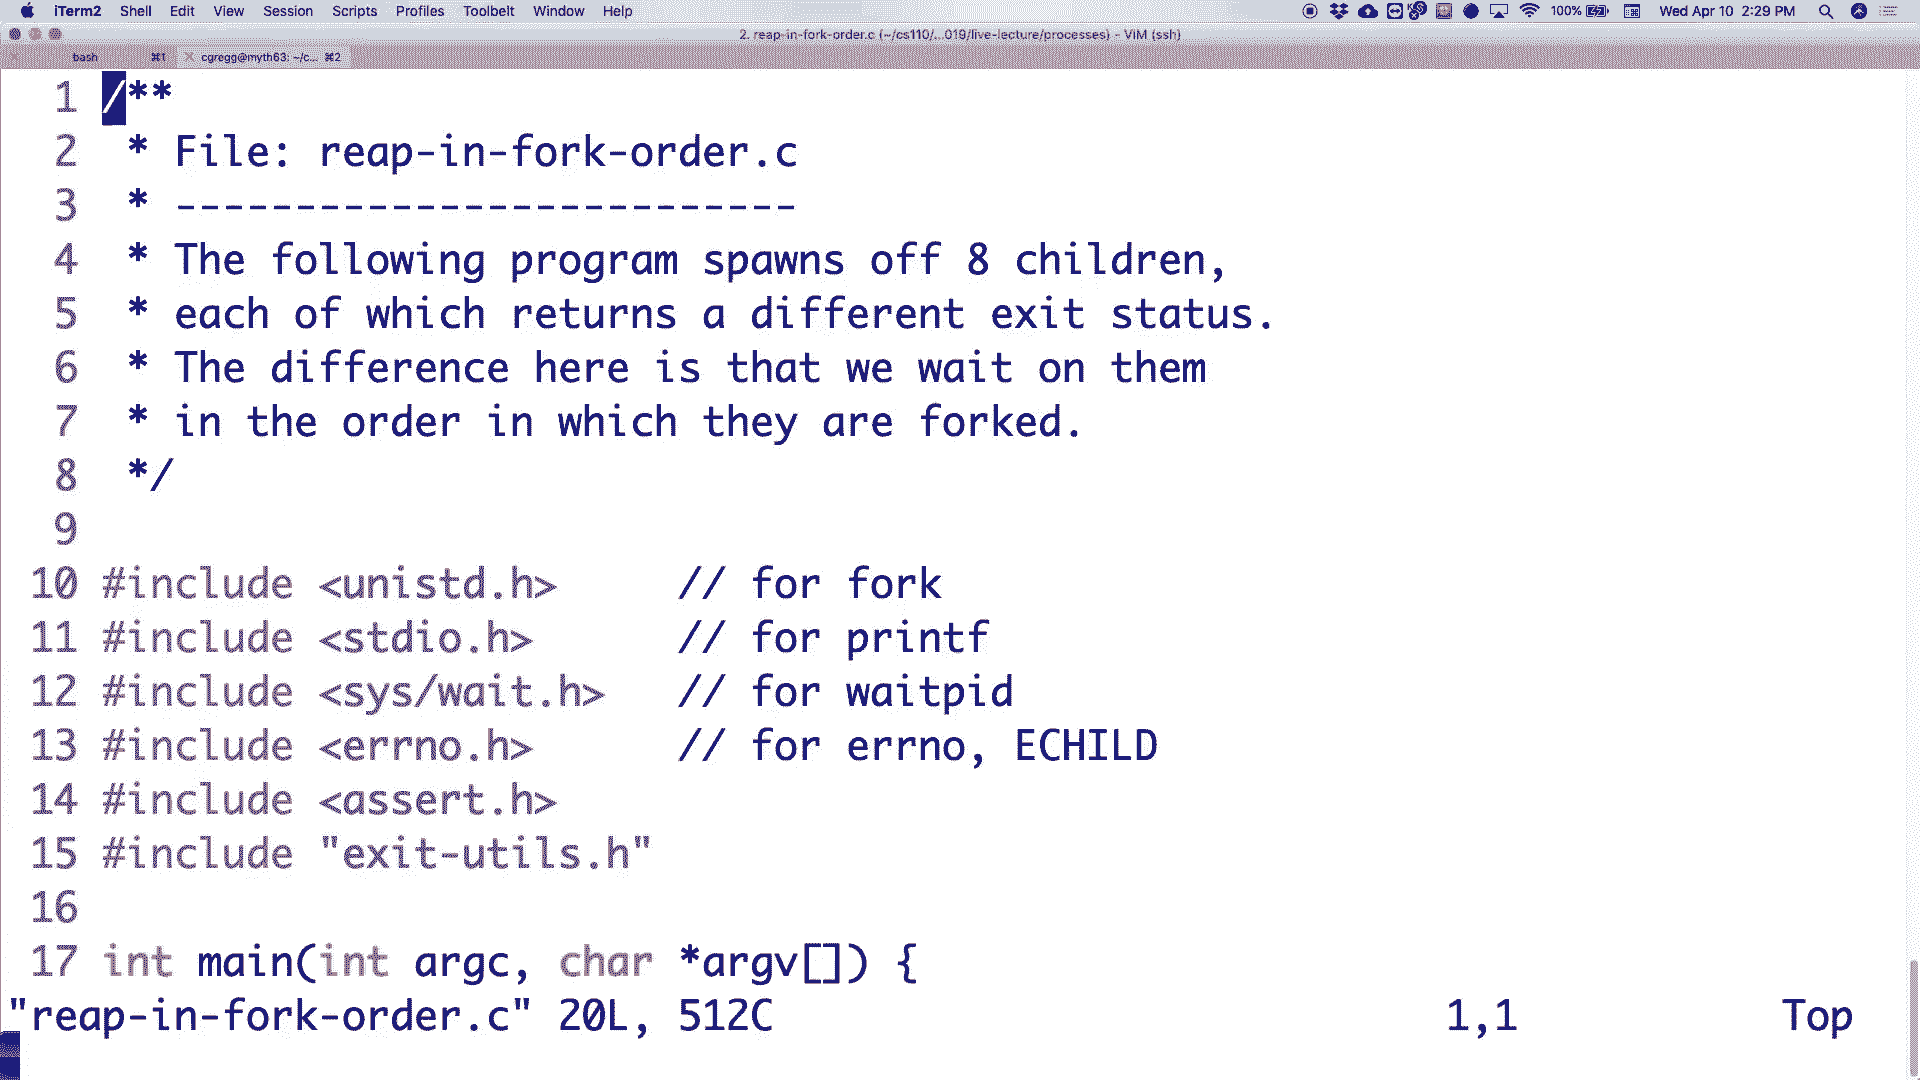 iTerm2 Shell Edit View Session Scripts Profiles Toolbelt Window Help 100% Wed Apr 10 2:29 PM
2. reap-in-fork-order.c (~/cs110/...019/live-lecture/processes) - VIM (ssh)
bash ⌘1 cgregg@myth63: ~/c... ⌘2
1 /**
2 * File: reap-in-fork-order.c
3 * --------------------------
4 * The following program spawns off 8 children,
5 * each of which returns a different exit status.
6 * The difference here is that we wait on them
7 * in the order in which they are forked.
8 */
9
10 #include <unistd.h> // for fork
11 #include <stdio.h> // for printf
12 #include <sys/wait.h> // for waitpid
13 #include <errno.h> // for errno, ECHILD
14 #include <assert.h>
15 #include "exit-utils.h"
16
17 int main(int argc, char *argv[]) {
"reap-in-fork-order.c" 20L, 512C 1,1 Top